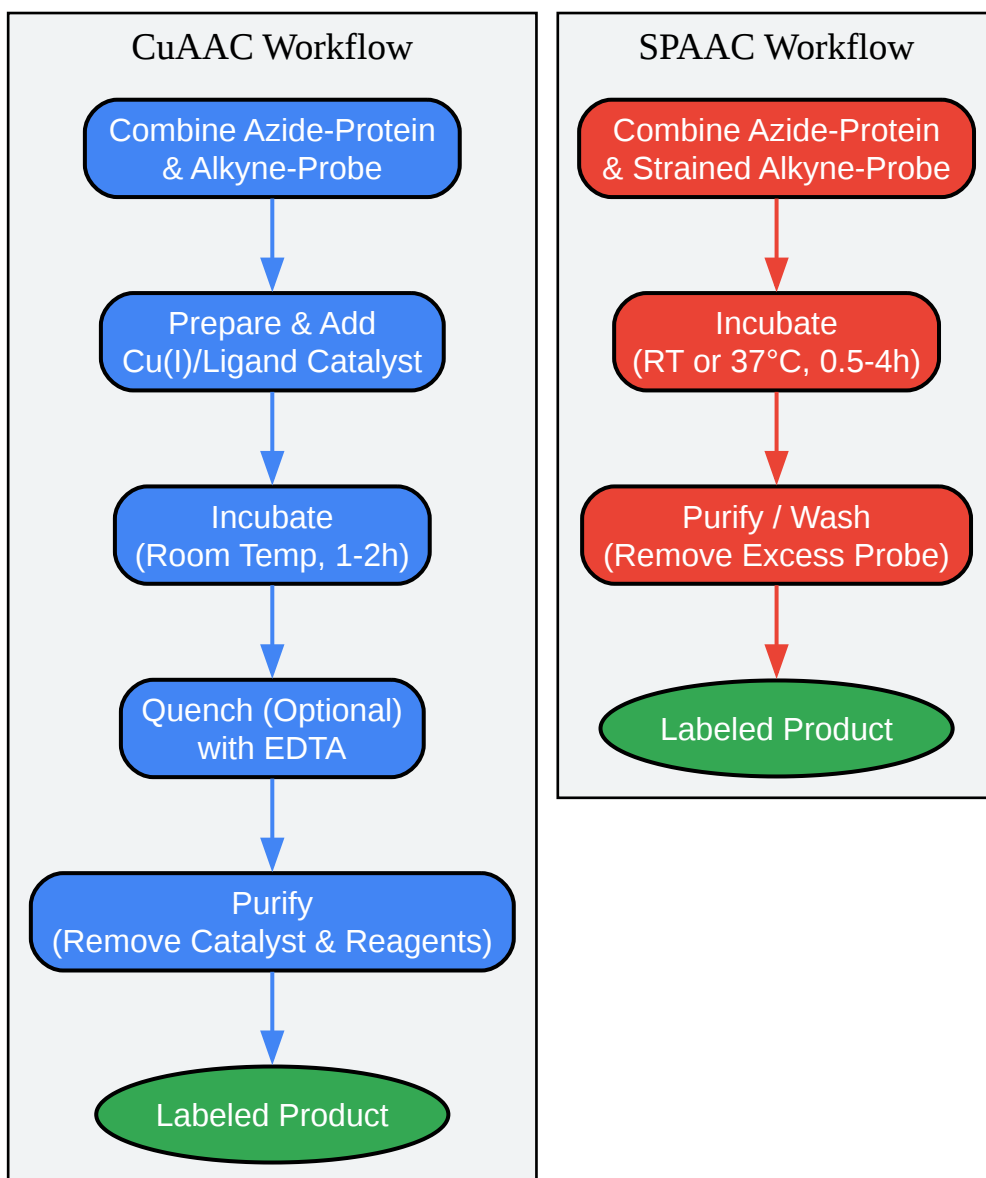 CuAAC Workflow
Combine Azide-Protein
& Alkyne-Probe
Prepare & Add
Cu(I)/Ligand Catalyst
Incubate
(Room Temp, 1-2h)
Quench (Optional)
with EDTA
Purify
(Remove Catalyst & Reagents)
Labeled Product
SPAAC Workflow
Combine Azide-Protein
& Strained Alkyne-Probe
Incubate
(RT or 37°C, 0.5-4h)
Purify / Wash
(Remove Excess Probe)
Labeled Product